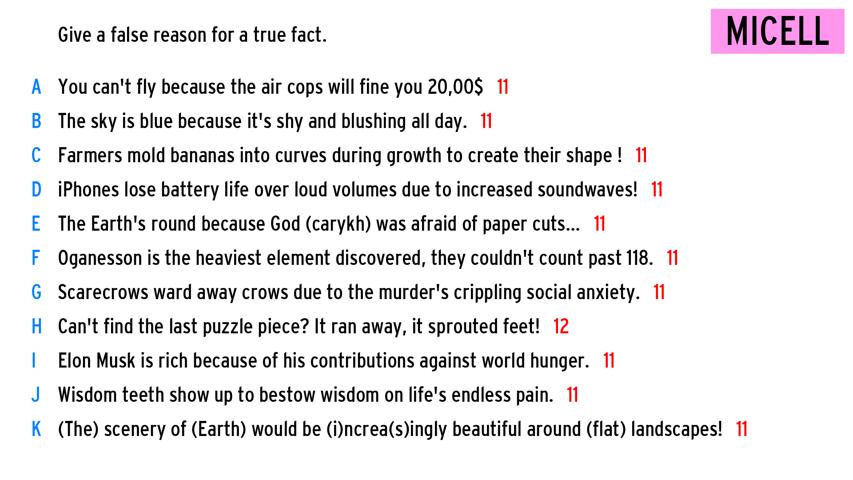 Give a false reason for a true fact.
MICELL
A You can't fly because the air cops will fine you 20,00$ 11
B The sky is blue because it's shy and blushing all day. 11
C Farmers mold bananas into curves during growth to create their shape ! 11
D iPhones lose battery life over loud volumes due to increased soundwaves! 11
E The Earth's round because God (carykh) was afraid of paper cuts... 11
F Oganesson is the heaviest element discovered, they couldn't count past 118. 11
G Scarecrows ward away crows due to the murder's crippling social anxiety. 11
H Can't find the last puzzle piece? It ran away, it sprouted feet! 12
I Elon Musk is rich because of his contributions against world hunger. 11
J Wisdom teeth show up to bestow wisdom on life's endless pain. 11
K (The) scenery of (Earth) would be (i)ncrea(s)ingly beautiful around (flat) landscapes! 11